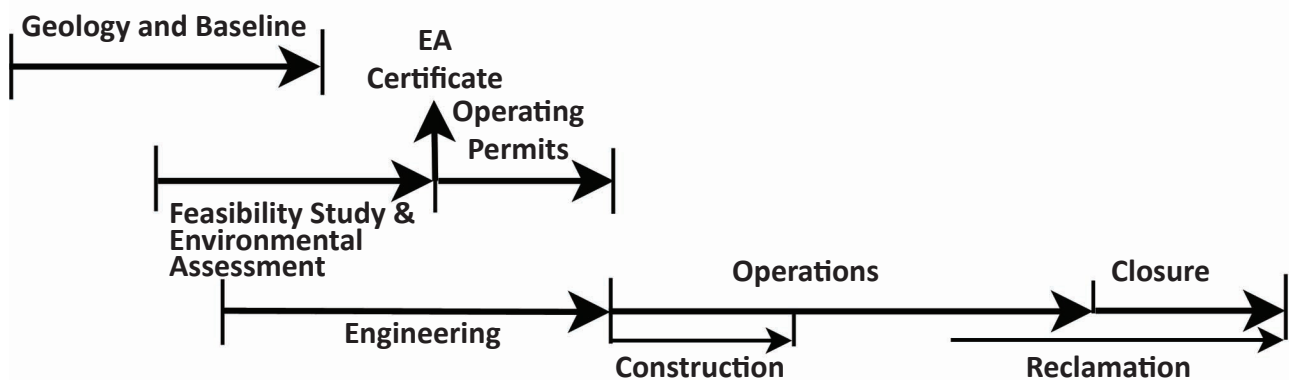 Geology and Baseline
EA
Certificate
Operating
Permits
Feasibility Study &
Environmental
Assessment
Operations
Closure
Engineering
Construction
Reclamation